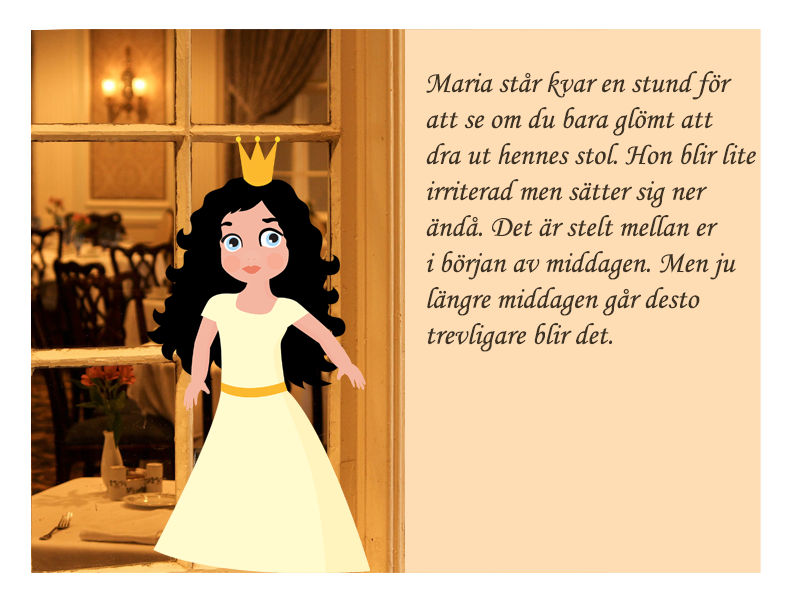 Maria står kvar en stund för
att se om du bara glömt att
dra ut hennes stol. Hon blir lite
irriterad men sätter sig ner
ändå. Det är stelt mellan er
i början av middagen. Men ju
längre middagen går desto
trevligare blir det.